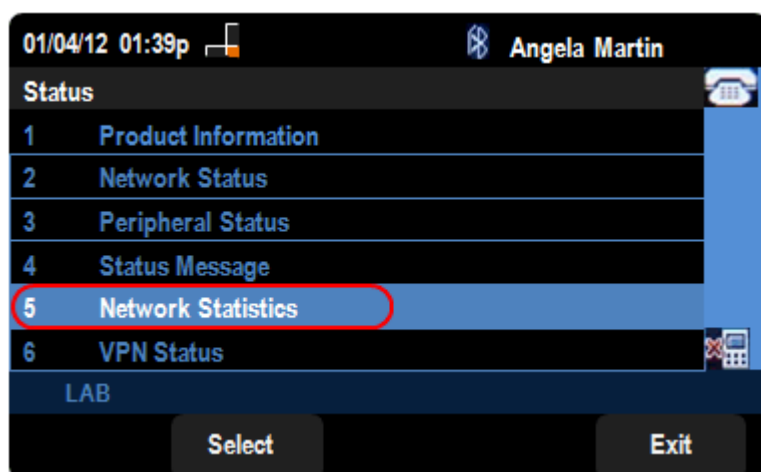 01/04/12 01:39p Angela Martin
Status
1 Product Information
2 Network Status
3 Peripheral Status
4 Status Message
5 Network Statistics
6 VPN Status
LAB
Select Exit